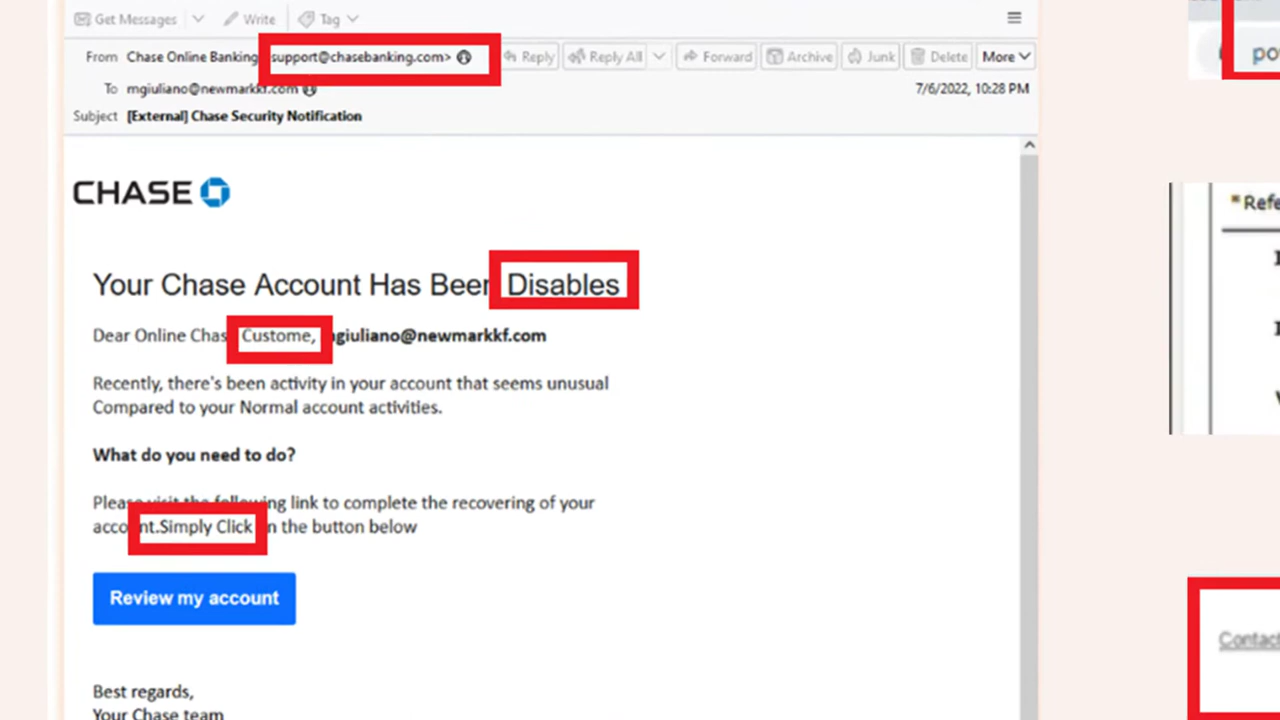 Get Messages Write Tag
From Chase Online Banking support@chasebanking.com> Reply Reply All Forward Archive Junk Delete More
To mgiuliano@newmarkkf.com 7/6/2022, 10:28 PM
Subject [External] Chase Security Notification
CHASE
Your Chase Account Has Been Disables
Dear Online Chas Custome, mgiuliano@newmarkkf.com
Recently, there's been activity in your account that seems unusual
Compared to your Normal account activities.
What do you need to do?
Please visit the following link to complete the recovering of your
account.Simply Click n the button below
Review my account
Best regards,
Your Chase team
po
*Refe
Contact